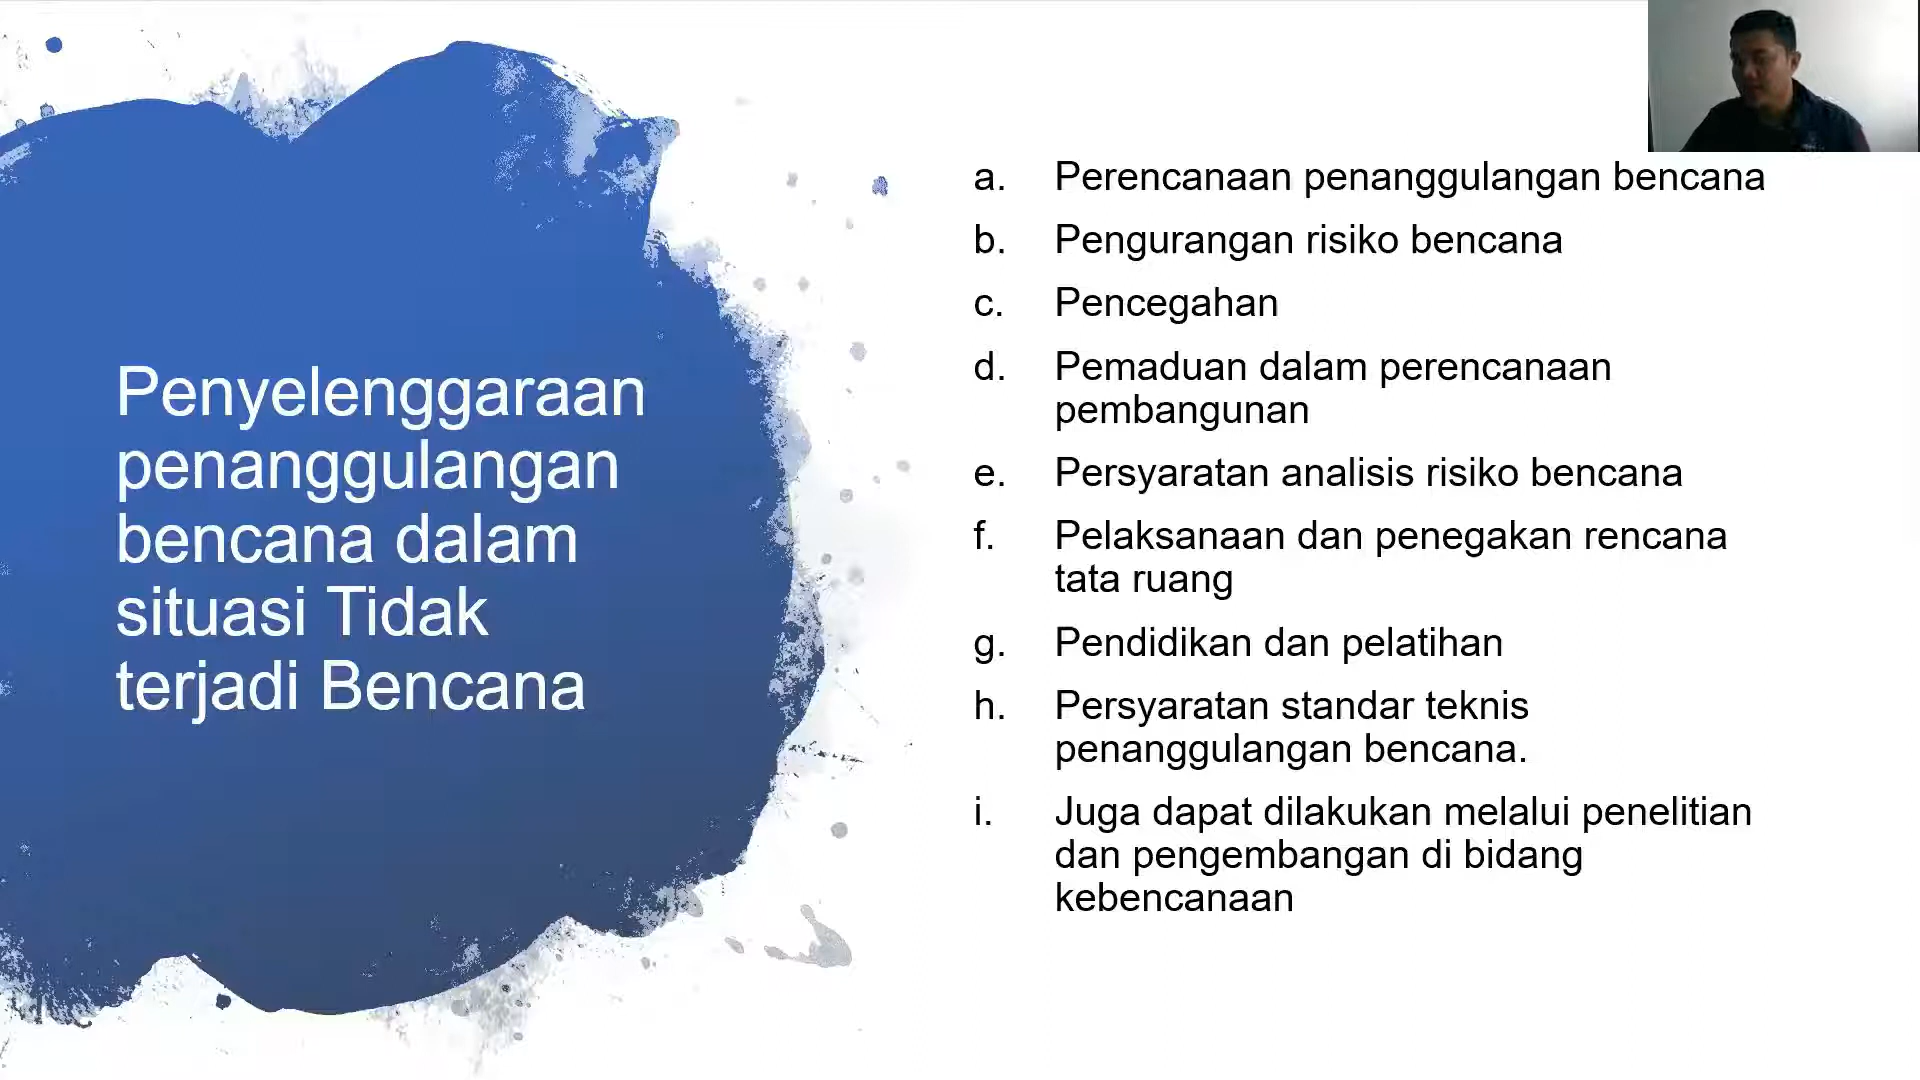 Penyelenggaraan
penanggulangan
bencana dalam
situasi Tidak
terjadi Bencana
a. Perencanaan penanggulangan bencana
b. Pengurangan risiko bencana
c. Pencegahan
d. Pemaduan dalam perencanaan
pembangunan
e. Persyaratan analisis risiko bencana
f. Pelaksanaan dan penegakan rencana
tata ruang
g. Pendidikan dan pelatihan
h. Persyaratan standar teknis
penanggulangan bencana.
i. Juga dapat dilakukan melalui penelitian
dan pengembangan di bidang
kebencanaan